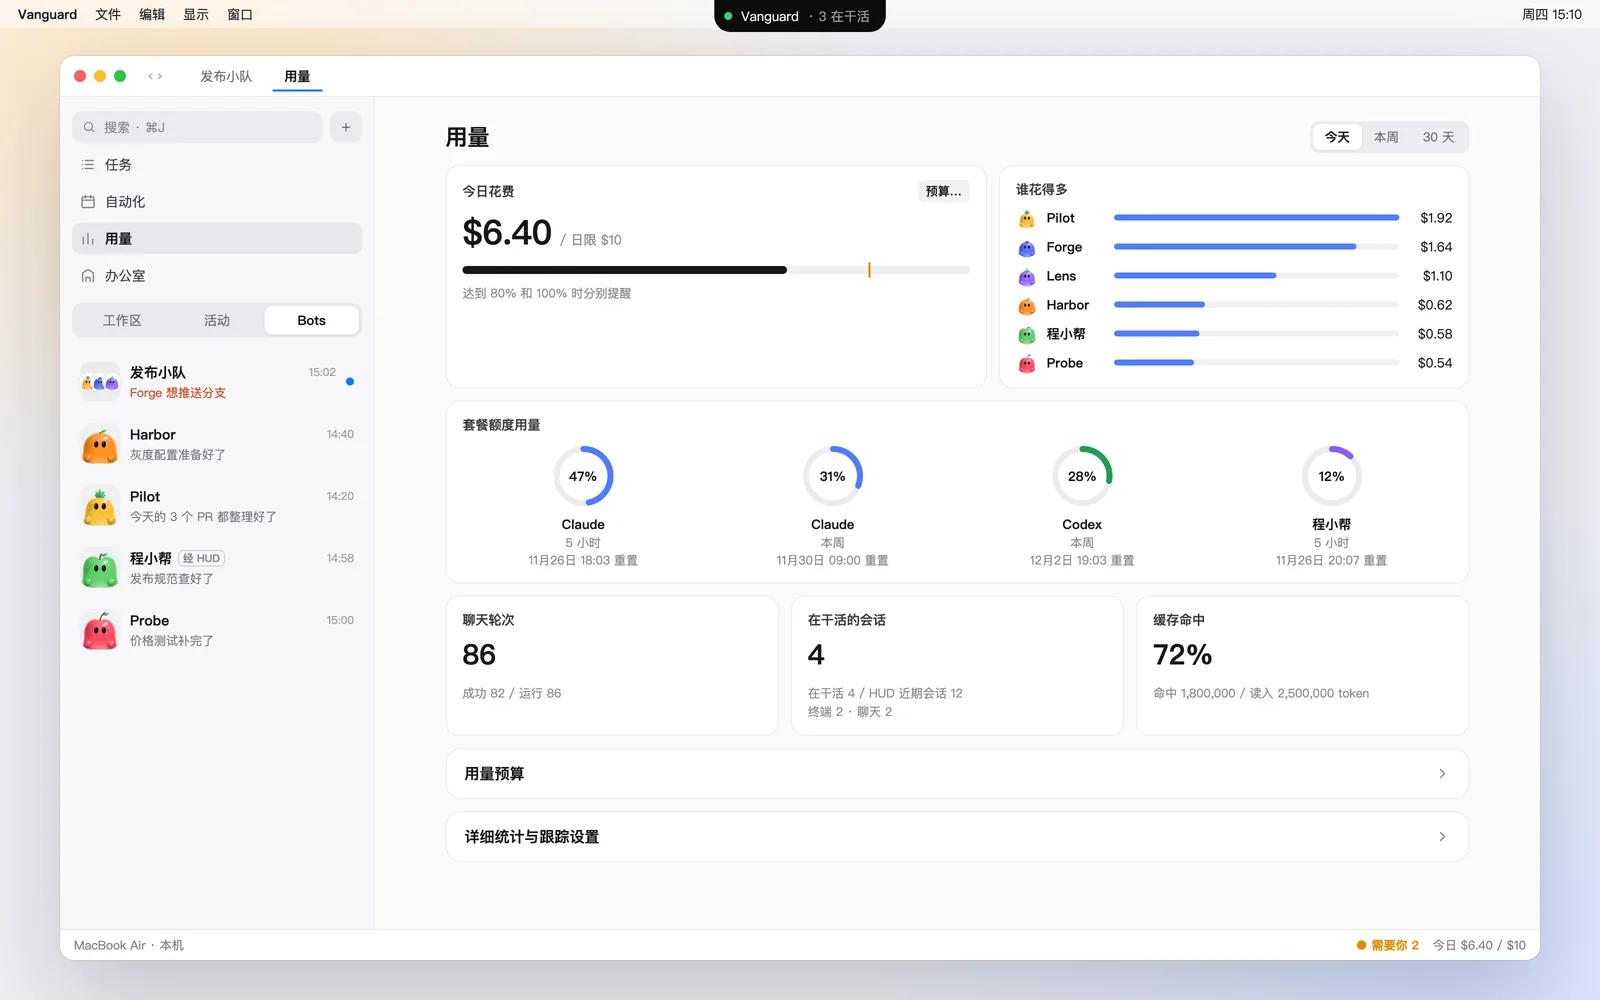 Vanguard 文件 编辑 显示 窗口
Vanguard · 3 在干活
周四 15:10
发布小队 用量
搜索 · ⌘J
任务
自动化
用量
办公室
工作区 活动 Bots
发布小队 15:02
Forge 想推送分支
Harbor 14:40
灰度配置准备好了
Pilot 14:20
今天的 3 个 PR 都整理好了
程小帮 经 HUD 14:58
发布规范查好了
Probe 15:00
价格测试补完了
用量
今天 本周 30 天
今日花费 预算...
$6.40 / 日限 $10
达到 80% 和 100% 时分别提醒
谁花得多
Pilot $1.92
Forge $1.64
Lens $1.10
Harbor $0.62
程小帮 $0.58
Probe $0.54
套餐额度用量
47% 31% 28% 12%
Claude Claude Codex 程小帮
5 小时 本周 本周 5 小时
11月26日 18:03 重置 11月30日 09:00 重置 12月2日 19:03 重置 11月26日 20:07 重置
聊天轮次
86
成功 82 / 运行 86
在干活的会话
4
在干活 4 / HUD 近期会话 12
终端 2 · 聊天 2
缓存命中
72%
命中 1,800,000 / 读入 2,500,000 token
用量预算
详细统计与跟踪设置
MacBook Air · 本机
需要你 2 今日 $6.40 / $10